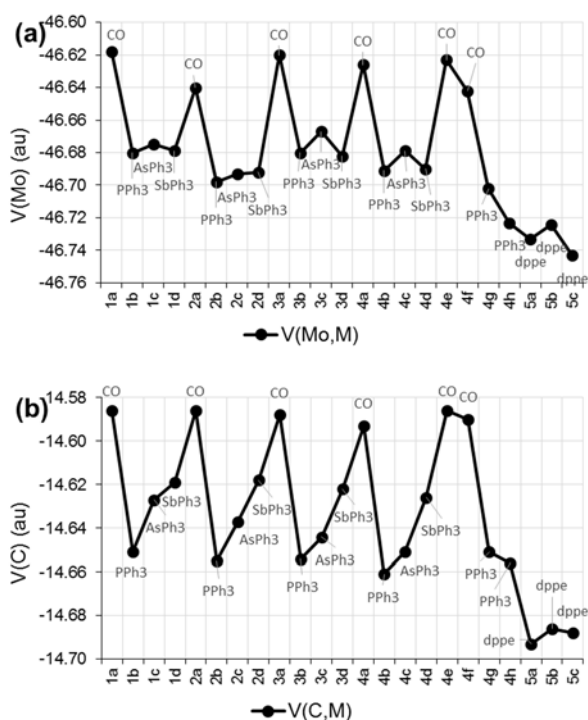 (a)
CO
CO
CO
CO
CO
CO
PPh3
AsPh3
SbPh3
PPh3
AsPh3
SbPh3
PPh3
AsPh3
SbPh3
PPh3
AsPh3
SbPh3
PPh3
PPh3
dppe
dppe
dppe
V(Mo) (au)
-46.60
-46.62
-46.64
-46.66
-46.68
-46.70
-46.72
-46.74
-46.76
1a 1b 1c 1d 2a 2b 2c 2d 3a 3b 3c 3d 4a 4b 4c 4d 4e 4f 4g 4h 5a 5b 5c
V(Mo,M)
(b)
CO
CO
CO
CO
CO
CO
PPh3
AsPh3
SbPh3
PPh3
AsPh3
SbPh3
PPh3
AsPh3
SbPh3
PPh3
AsPh3
SbPh3
PPh3
PPh3
dppe
dppe
dppe
V(C) (au)
-14.58
-14.60
-14.62
-14.64
-14.66
-14.68
-14.70
1a 1b 1c 1d 2a 2b 2c 2d 3a 3b 3c 3d 4a 4b 4c 4d 4e 4f 4g 4h 5a 5b 5c
V(C,M)